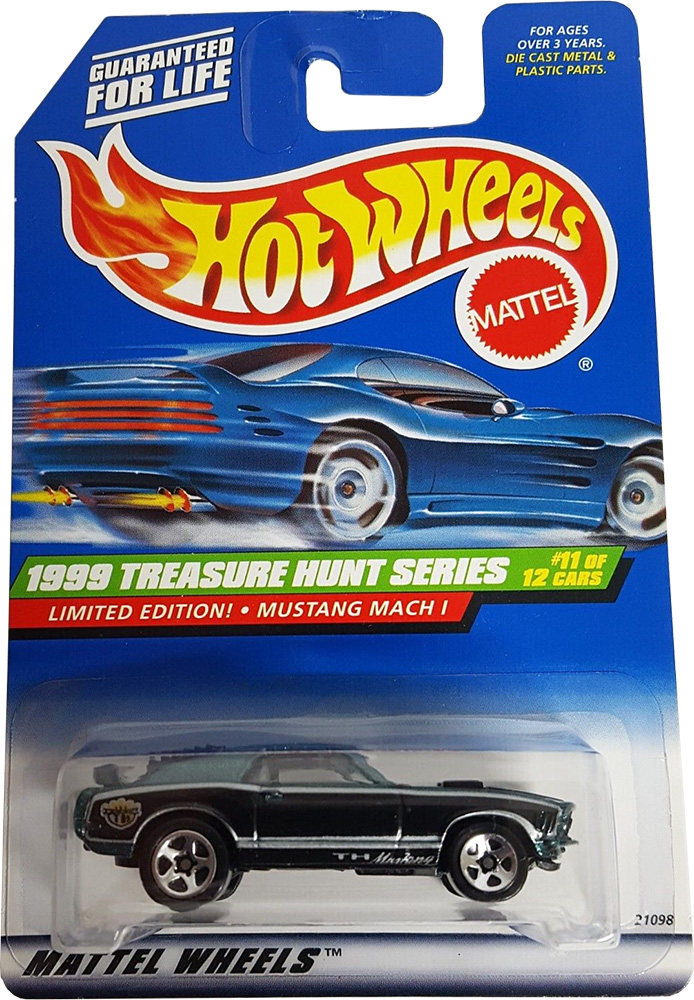 GUARANTEED
FOR LIFE
FOR AGES
OVER 3 YEARS.
DIE CAST METAL &
PLASTIC PARTS.
HOT WHEELS
MATTEL
®
1999 TREASURE HUNT SERIES
#11 OF
12 CARS
LIMITED EDITION! • MUSTANG MACH I
TH Mustang
21098
MATTEL WHEELS™